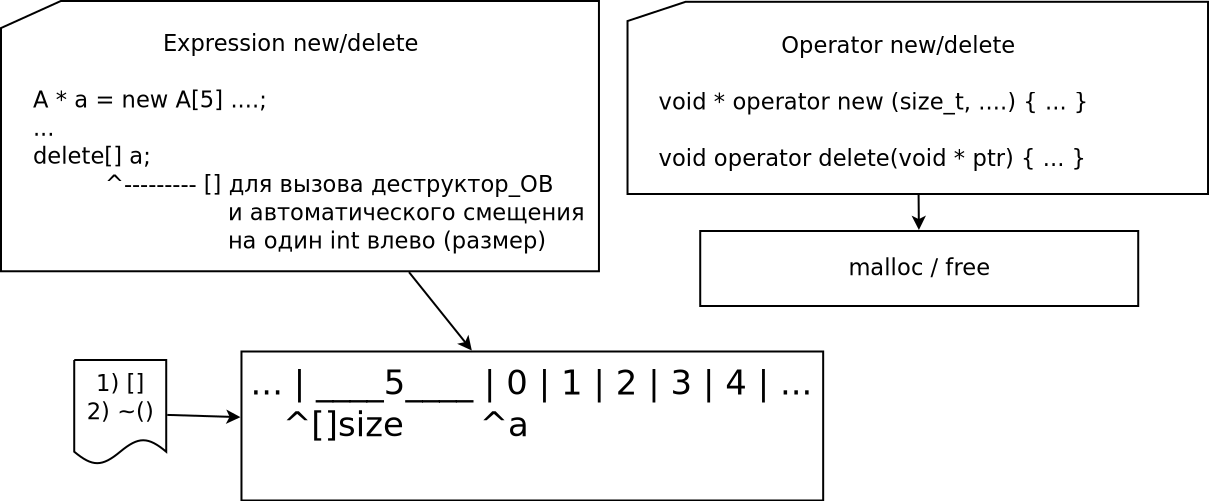 Expression new/delete
A * a = new A[5] ....;
...
delete[] a;
^--------- [] для вызова деструктор_ОВ
и автоматического смещения
на один int влево (размер)
Operator new/delete
void * operator new (size_t, ....) { ... }
void operator delete(void * ptr) { ... }
malloc / free
1) []
2) ~()
... | ____5____ | 0 | 1 | 2 | 3 | 4 | ...
^[]size ^a